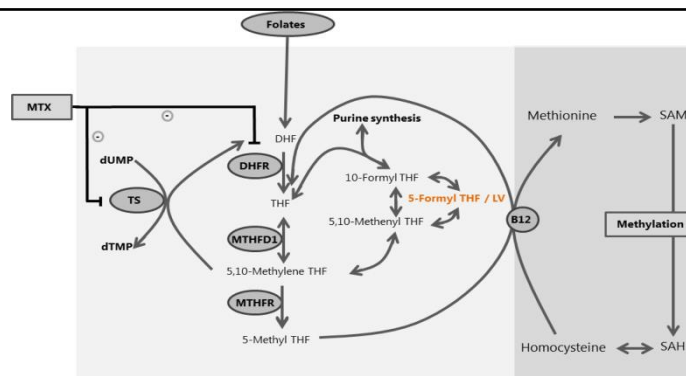 Folates
MTX
-
-
DHF
Purine synthesis
Methionine
SAM
dUMP
DHFR
10-Formyl THF
TS
THF
5-Formyl THF / LV
5,10-Methenyl THF
B12
Methylation
dTMP
MTHFD1
5,10-Methylene THF
MTHFR
5-Methyl THF
Homocysteine
SAH